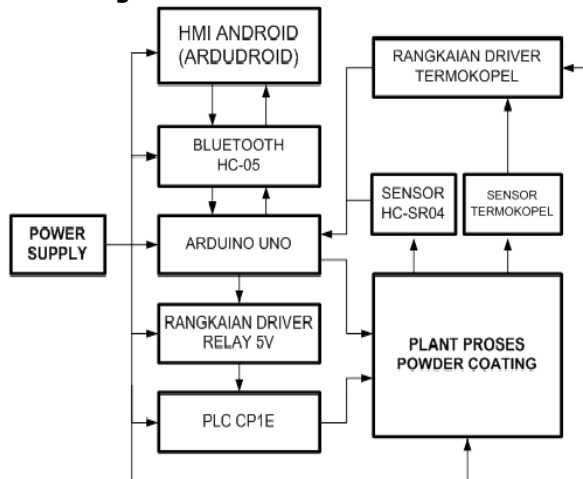 HMI ANDROID
(ARDUDROID)
RANGKAIAN DRIVER
TERMOKOPEL
BLUETOOTH
HC-05
SENSOR
HC-SR04
SENSOR
TERMOKOPEL
POWER
SUPPLY
ARDUINO UNO
RANGKAIAN DRIVER
RELAY 5V
PLANT PROSES
POWDER COATING
PLC CP1E